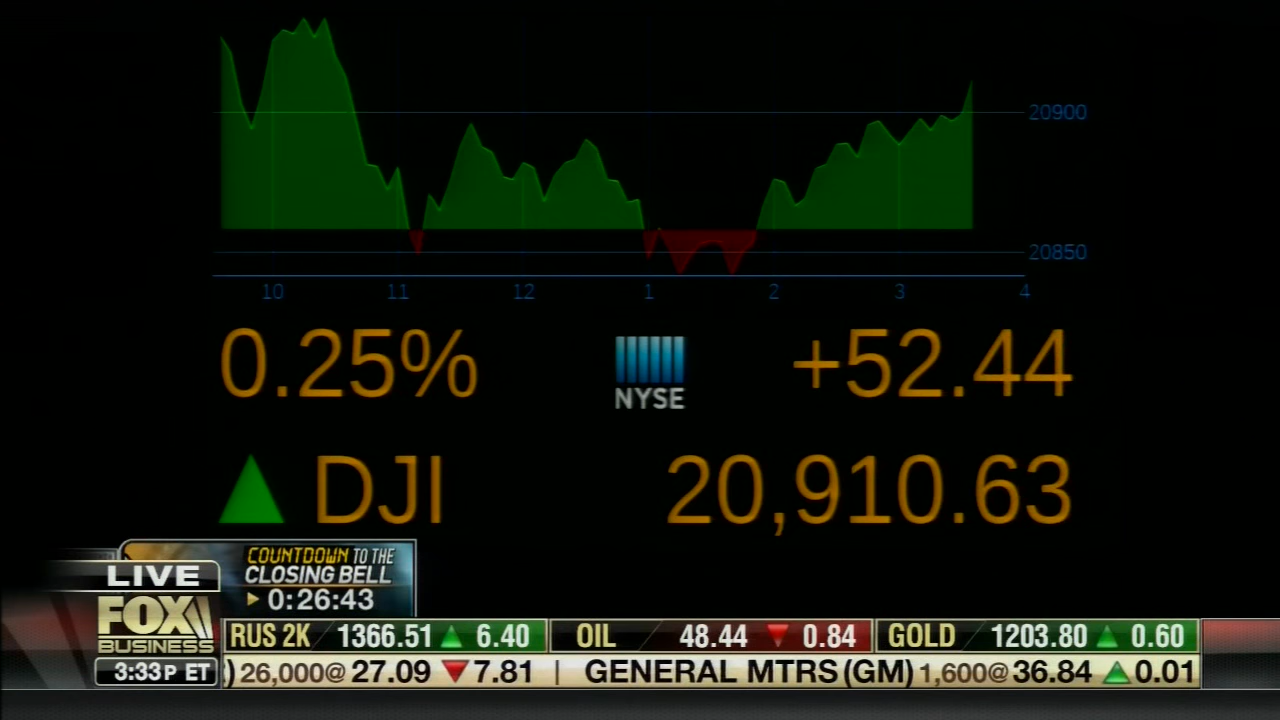 20900
20850
10 11 12 1 2 3 4
0.25% NYSE +52.44
DJI 20,910.63
COUNTDOWN TO THE
CLOSING BELL
0:26:43
LIVE
FOX
BUSINESS
3:33P ET
RUS 2K 1366.51 6.40 OIL 48.44 0.84 GOLD 1203.80 0.60
) 26,000@ 27.09 7.81 | GENERAL MTRS (GM) 1,600@ 36.84 0.01